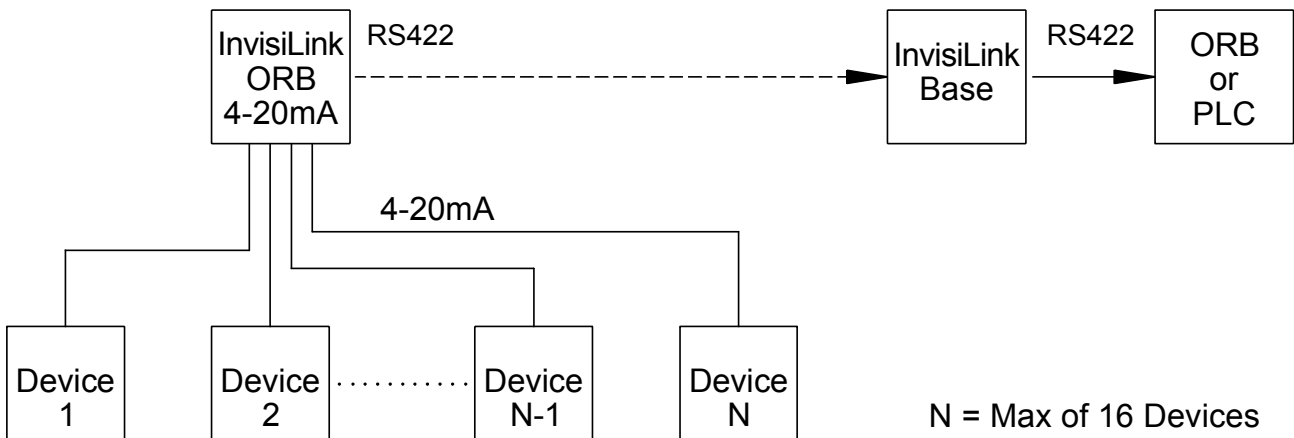 InvisiLink
ORB
4-20mA
RS422
InvisiLink
Base
RS422
ORB
or
PLC
4-20mA
Device
1
Device
2
Device
N-1
Device
N
N = Max of 16 Devices